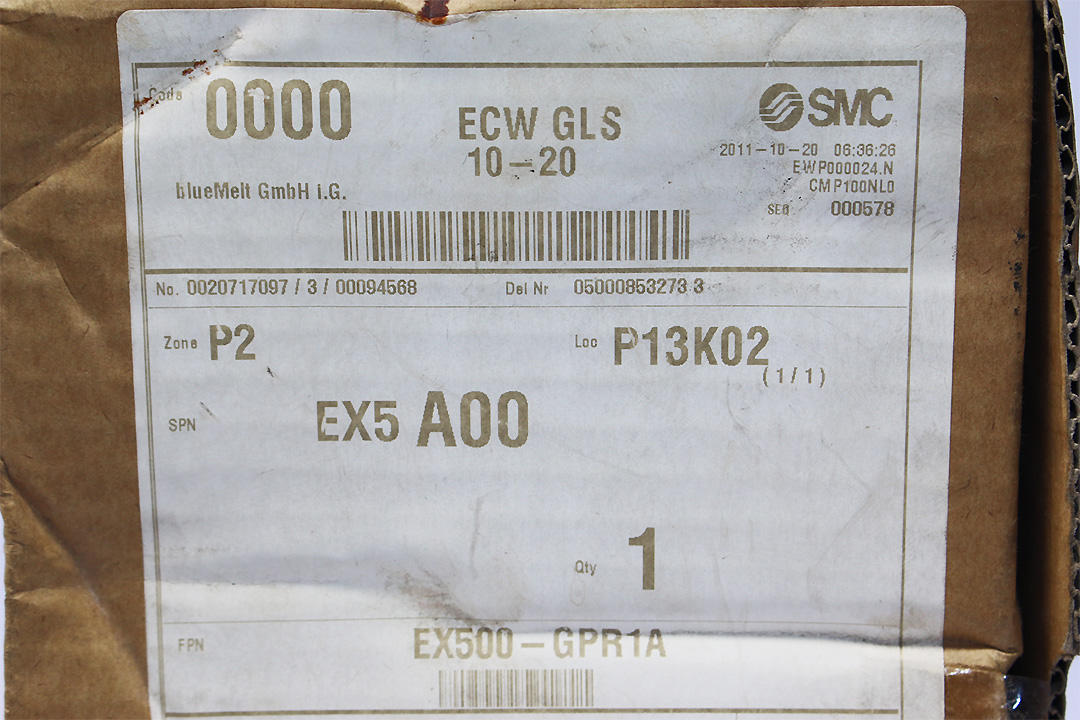 Code 0000
ECW GLS
10-20
SMC
2011-10-20 06:36:26
EWP000024.N
CMP100NL0
SEQ 000578
blueMelt GmbH i.G.
No. 0020717097 / 3 / 00094568 Del Nr 05000853273 3
Zone P2 Loc P13K02
(1/1)
SPN EX5 A00
Qty 1
FPN EX500-GPR1A